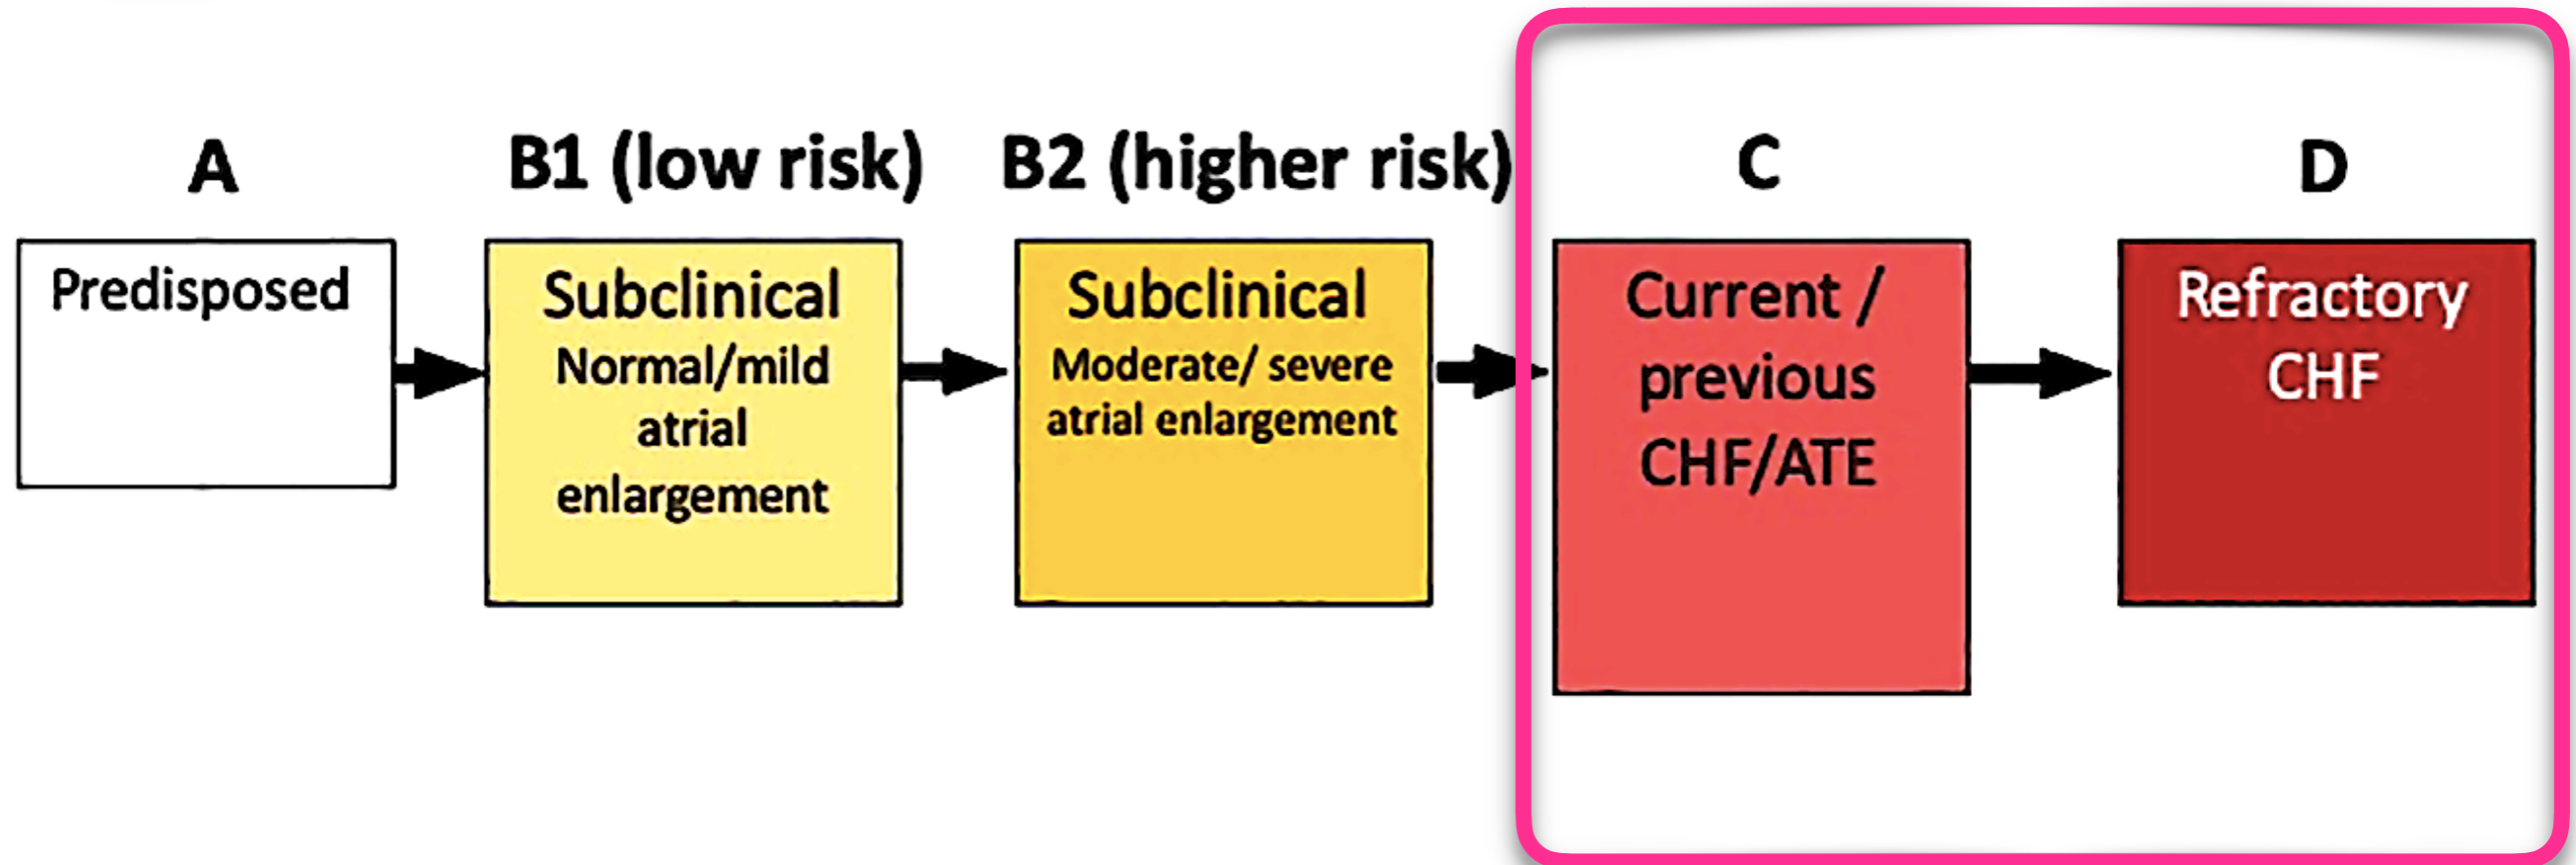 A
Predisposed
B1 (low risk)
Subclinical
Normal/mild
atrial
enlargement
B2 (higher risk)
Subclinical
Moderate/ severe
atrial enlargement
C
Current /
previous
CHF/ATE
D
Refractory
CHF